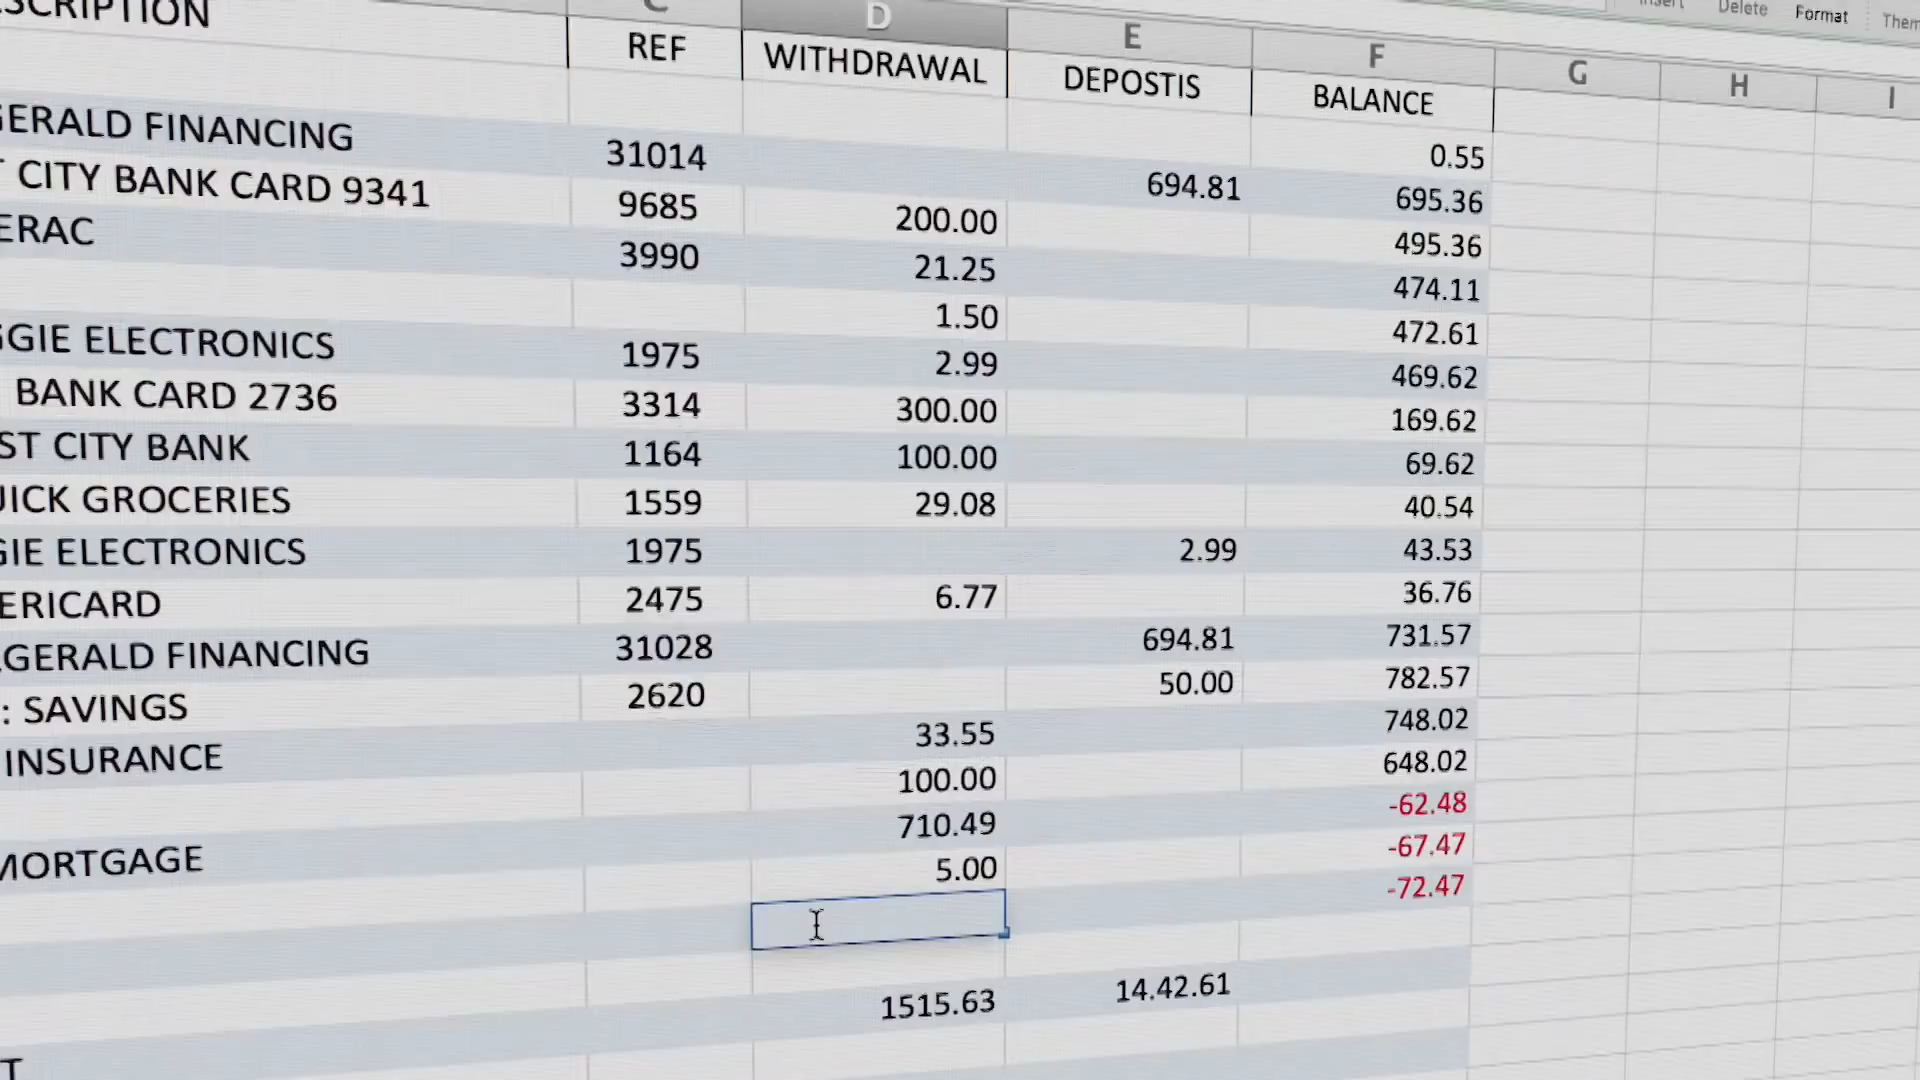 SCRIPTION REF WITHDRAWAL DEPOSTIS BALANCE
C D E F G H I
Insert Delete Format Them
0.55
GERALD FINANCING 31014 694.81 695.36
T CITY BANK CARD 9341 9685 200.00 495.36
ERAC 3990 21.25 474.11
1.50 472.61
GGIE ELECTRONICS 1975 2.99 469.62
BANK CARD 2736 3314 300.00 169.62
ST CITY BANK 1164 100.00 69.62
UICK GROCERIES 1559 29.08 40.54
GIE ELECTRONICS 1975 2.99 43.53
ERICARD 2475 6.77 36.76
GERALD FINANCING 31028 694.81 731.57
: SAVINGS 2620 50.00 782.57
INSURANCE 33.55 748.02
100.00 648.02
MORTGAGE 710.49 -62.48
5.00 -67.47
-72.47
1515.63 14.42.61
T